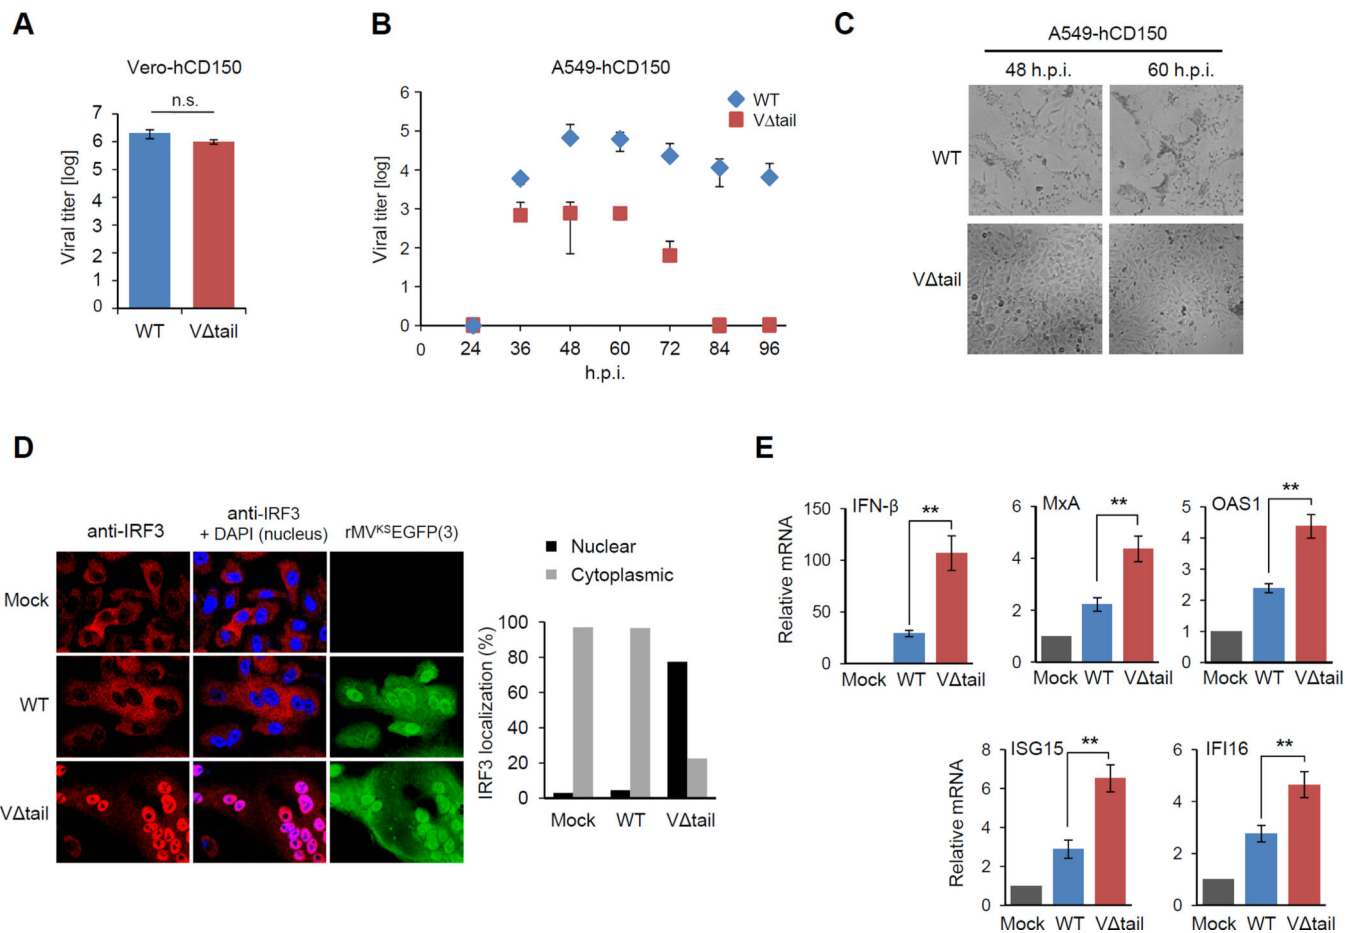 A
Vero-hCD150
n.s.
Viral titer [log]
7
6
5
4
3
2
1
0
WT
VΔtail
B
A549-hCD150
WT
VΔtail
Viral titer [log]
6
5
4
3
2
1
0
0
24
36
48
60
72
84
96
h.p.i.
C
A549-hCD150
48 h.p.i.
60 h.p.i.
WT
VΔtail
D
anti-IRF3
anti-IRF3
+ DAPI (nucleus)
rMVᴷˢEGFP(3)
Mock
WT
VΔtail
Nuclear
Cytoplasmic
IRF3 localization (%)
100
80
60
40
20
0
Mock
WT
VΔtail
E
IFN-β
**
Relative mRNA
150
100
50
0
Mock
WT
VΔtail
MxA
**
6
4
2
0
Mock
WT
VΔtail
OAS1
**
5
4
3
2
1
0
Mock
WT
VΔtail
ISG15
**
Relative mRNA
8
6
4
2
0
Mock
WT
VΔtail
IFI16
**
6
4
2
0
Mock
WT
VΔtail